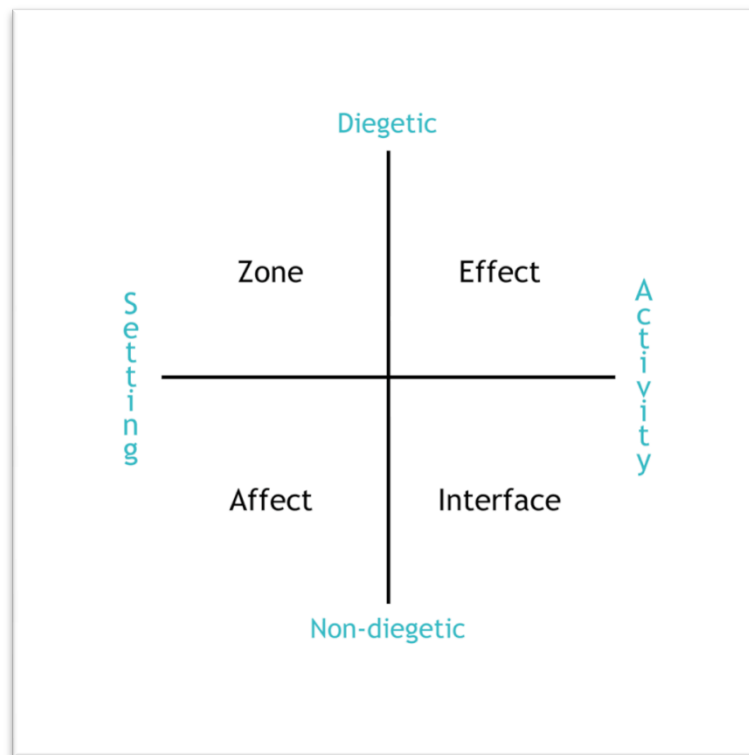 Diegetic
Zone
Effect
Setting
Activity
Affect
Interface
Non-diegetic